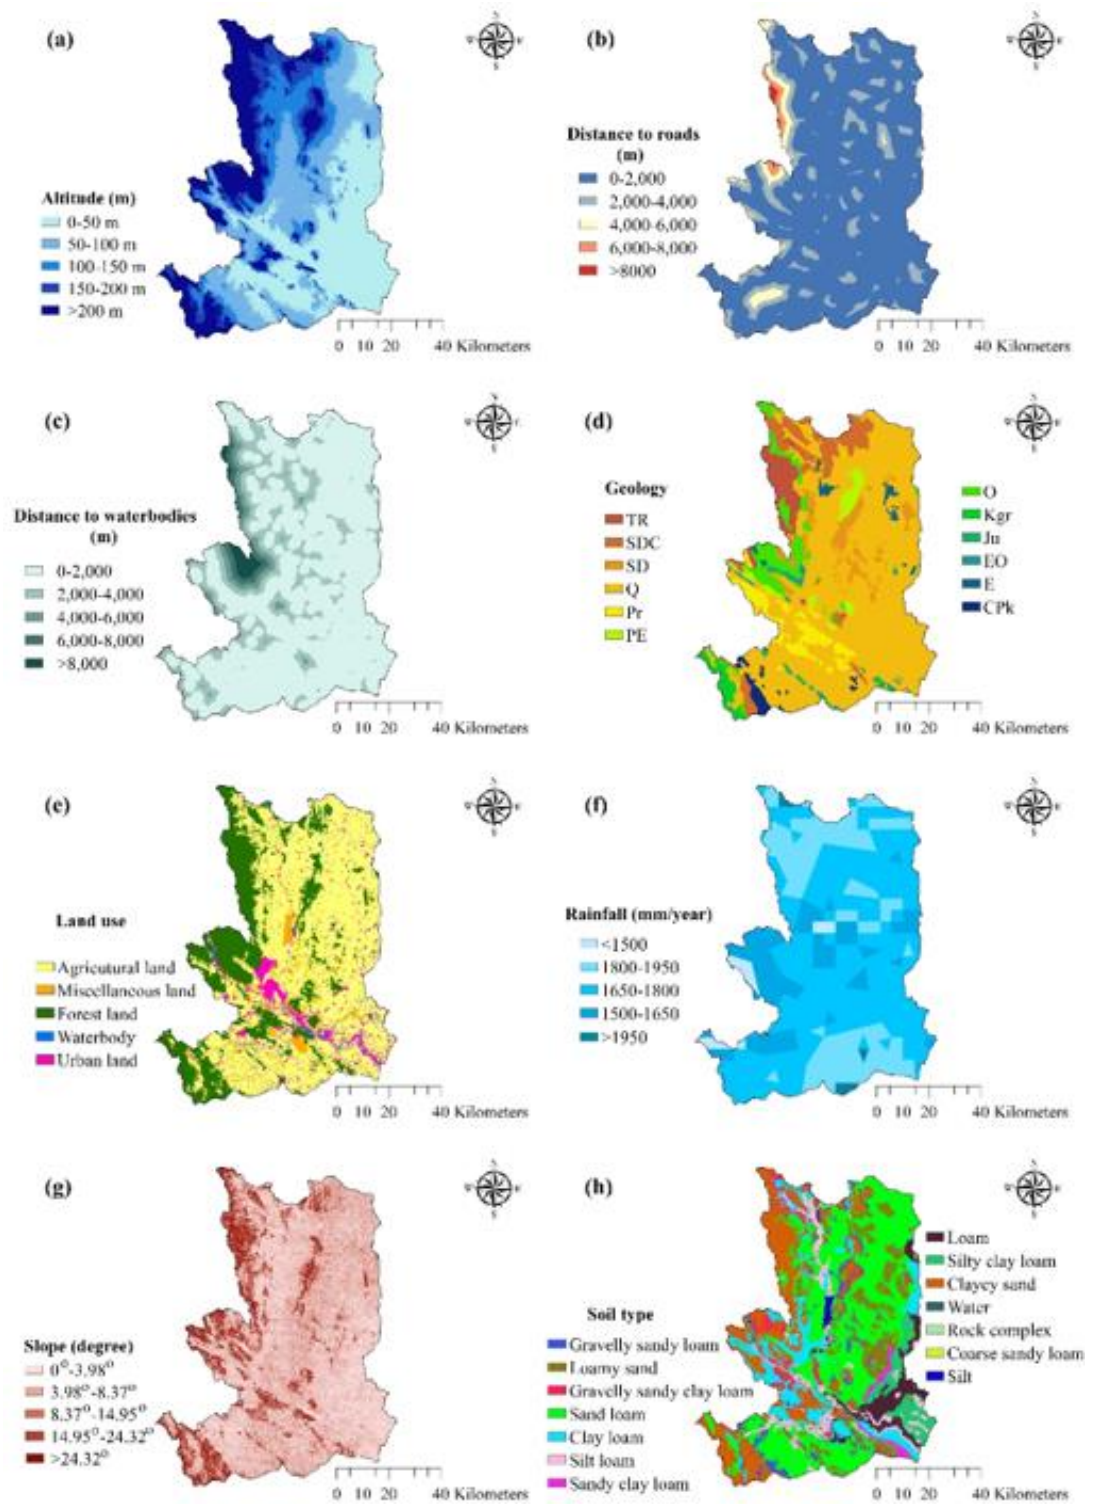 (a)
N
W
E
S
Altitude (m)
0-50 m
50-100 m
100-150 m
150-200 m
>200 m
0 10 20 40 Kilometers
(b)
N
W
E
S
Distance to roads
(m)
0-2,000
2,000-4,000
4,000-6,000
6,000-8,000
>8000
0 10 20 40 Kilometers
(c)
N
W
E
S
Distance to waterbodies
(m)
0-2,000
2,000-4,000
4,000-6,000
6,000-8,000
>8,000
0 10 20 40 Kilometers
(d)
N
W
E
S
Geology
TR
SDC
SD
Q
Pr
PE
O
Kgr
Ju
EO
E
CPk
0 10 20 40 Kilometers
(e)
N
W
E
S
Land use
Agricutural land
Miscellaneous land
Forest land
Waterbody
Urban land
0 10 20 40 Kilometers
(f)
N
W
E
S
Rainfall (mm/year)
<1500
1800-1950
1650-1800
1500-1650
>1950
0 10 20 40 Kilometers
(g)
N
W
E
S
Slope (degree)
0°-3.98°
3.98°-8.37°
8.37°-14.95°
14.95°-24.32°
>24.32°
0 10 20 40 Kilometers
(h)
N
W
E
S
Soil type
Gravelly sandy loam
Loamy sand
Gravelly sandy clay loam
Sand loam
Clay loam
Silt loam
Sandy clay loam
Loam
Silty clay loam
Clayey sand
Water
Rock complex
Coarse sandy loam
Silt
0 10 20 40 Kilometers